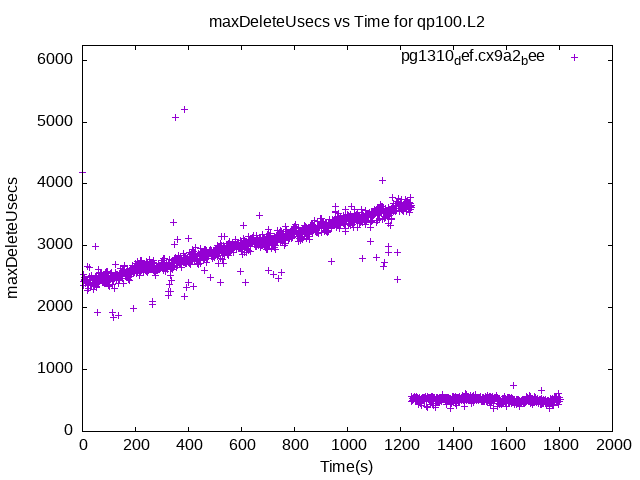 maxDeleteUsecs vs Time for qp100.L2
pg1310def.cx9a2bee
6000
5000
4000
3000
2000
1000
0
maxDeleteUsecs
0 200 400 600 800 1000 1200 1400 1600 1800 2000
Time(s)